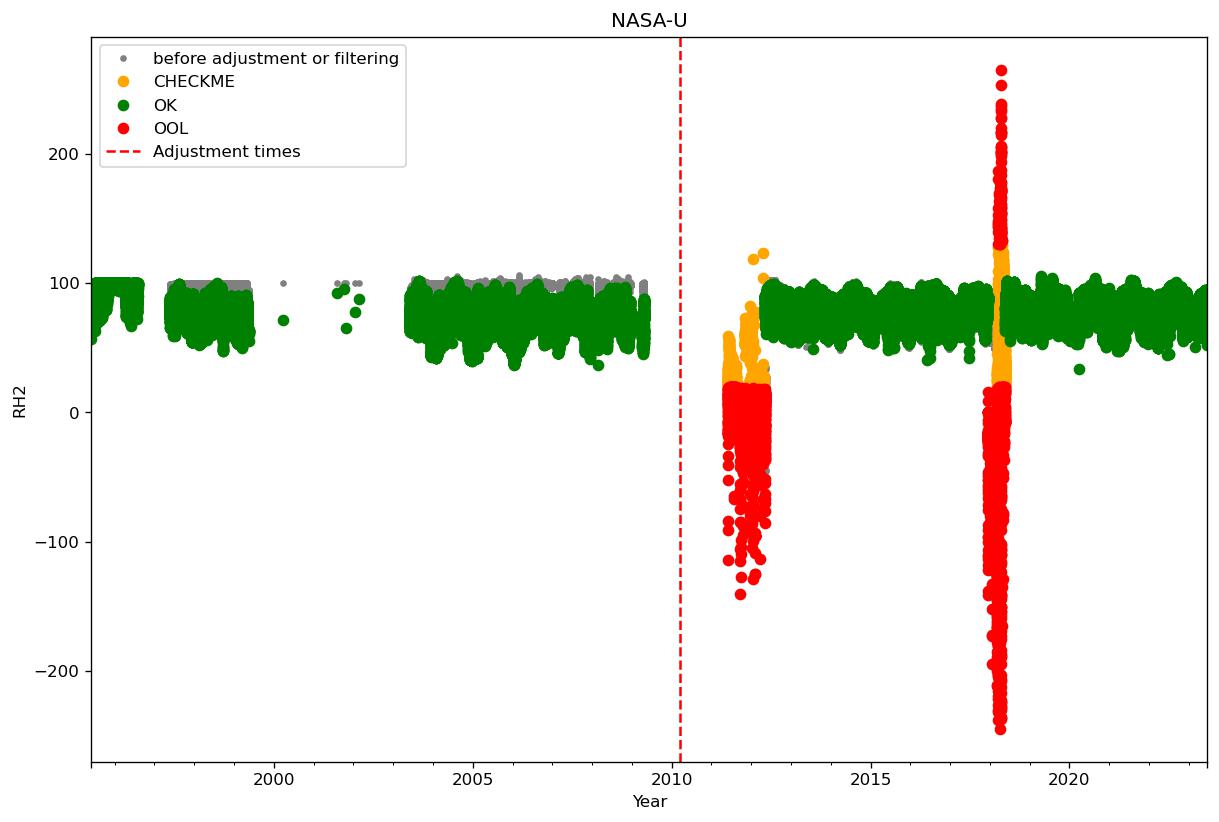 NASA-U
before adjustment or filtering
CHECKME
OK
OOL
Adjustment times
200
100
0
−100
−200
RH2
2000 2005 2010 2015 2020
Year